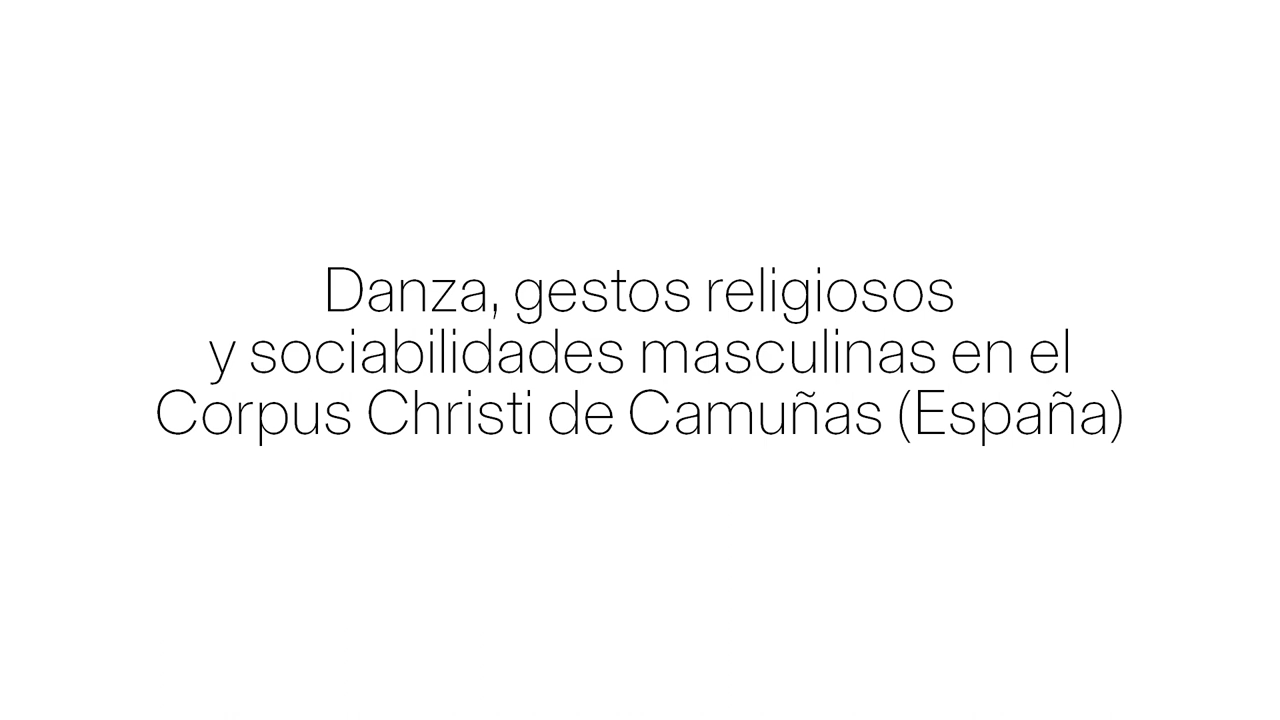 Danza, gestos religiosos
y sociabilidades masculinas en el
Corpus Christi de Camuñas (España)